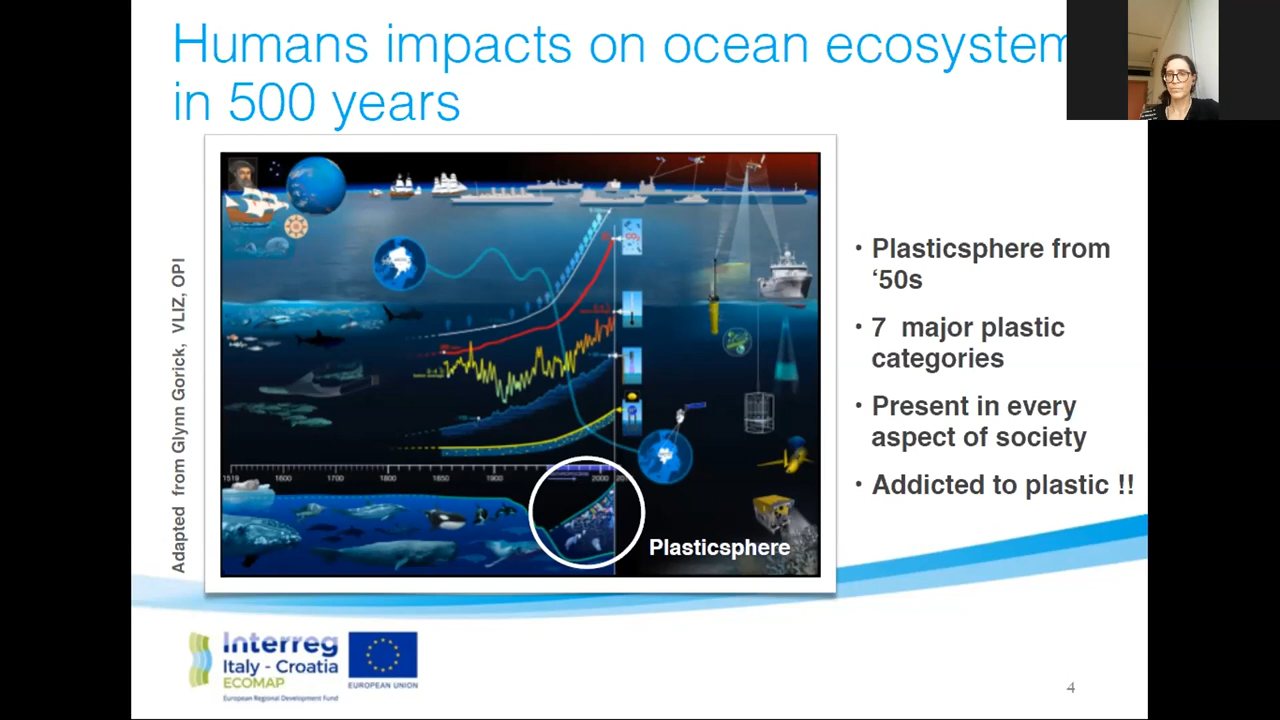 Humans impacts on ocean ecosystem
in 500 years
Adapted from Glynn Gorick, VLIZ, OPI
CO2
1519 1600 1700 1800 1850 1900 2000
Plasticsphere
• Plasticsphere from
‘50s
• 7 major plastic
categories
• Present in every
aspect of society
• Addicted to plastic !!
Interreg
Italy - Croatia
ECOMAP
European Regional Development Fund
EUROPEAN UNION
4